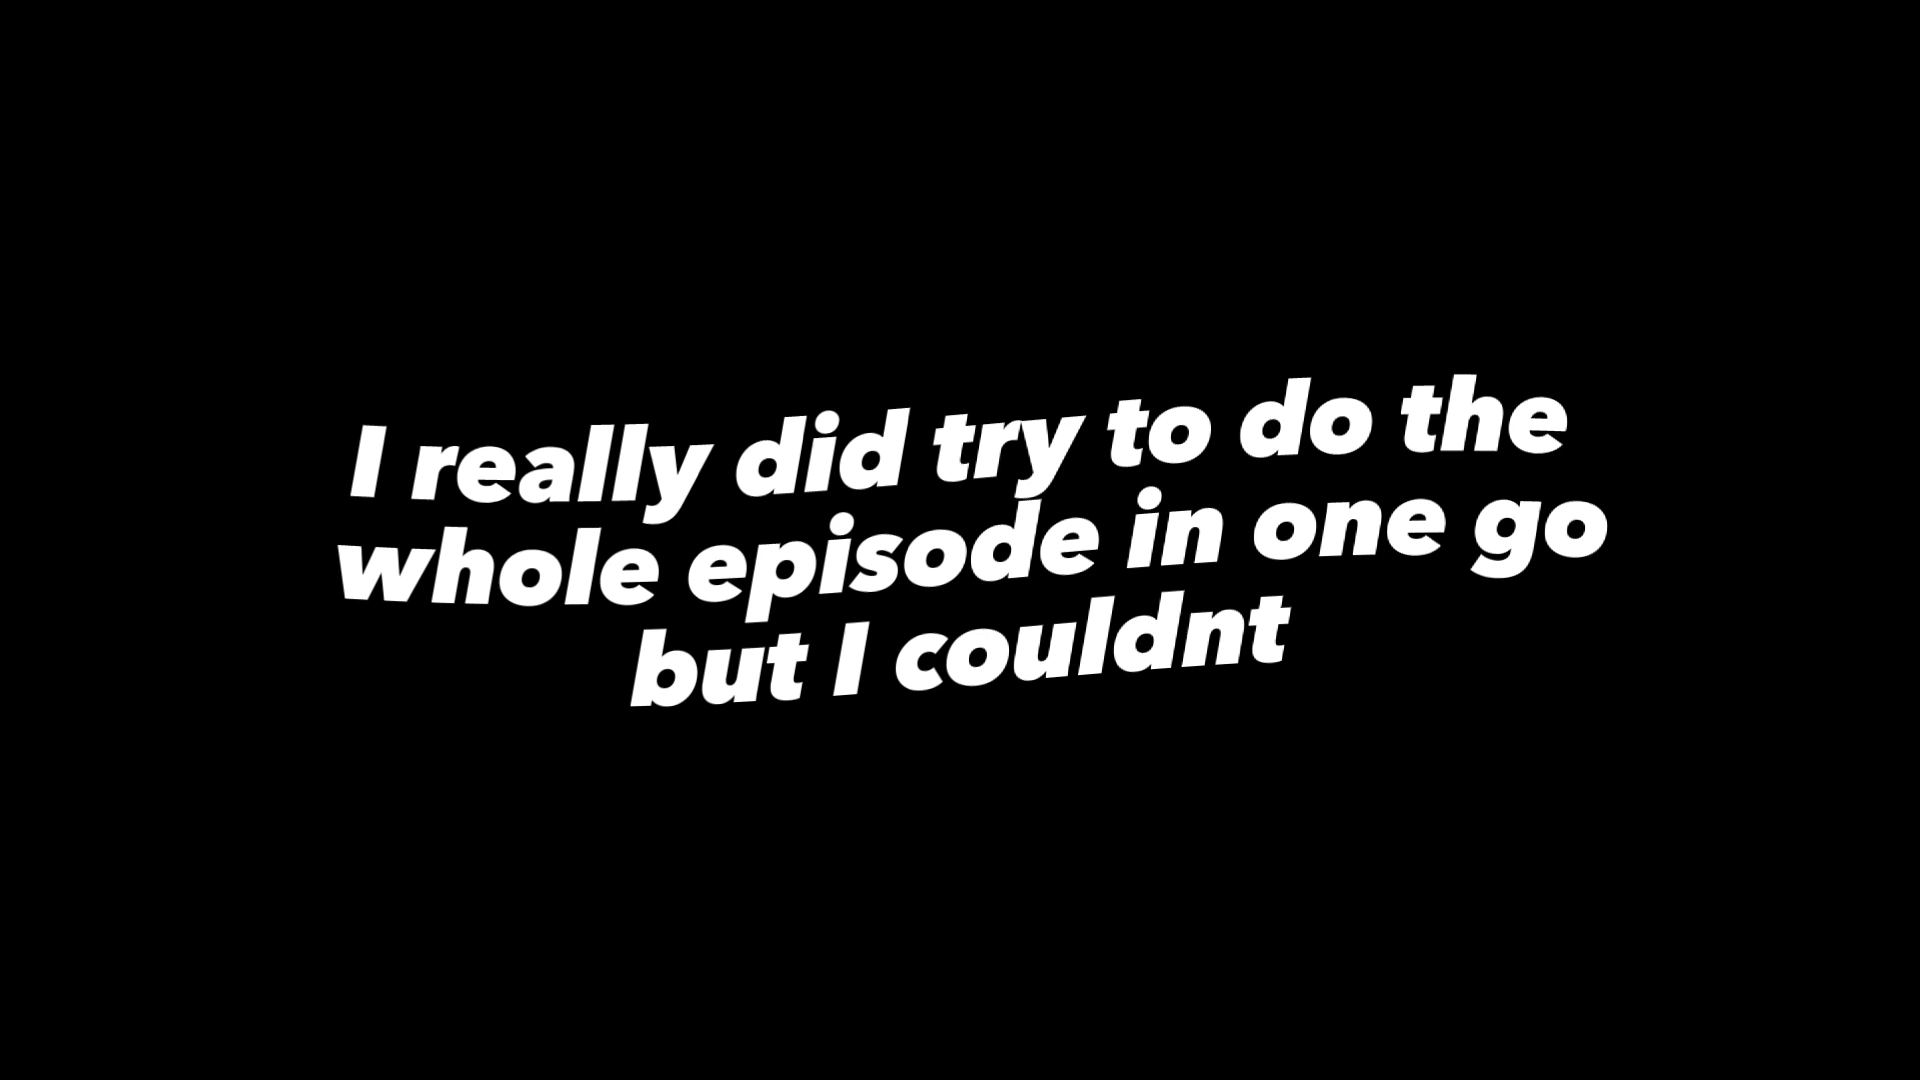 I really did try to do the
whole episode in one go
but I couldnt